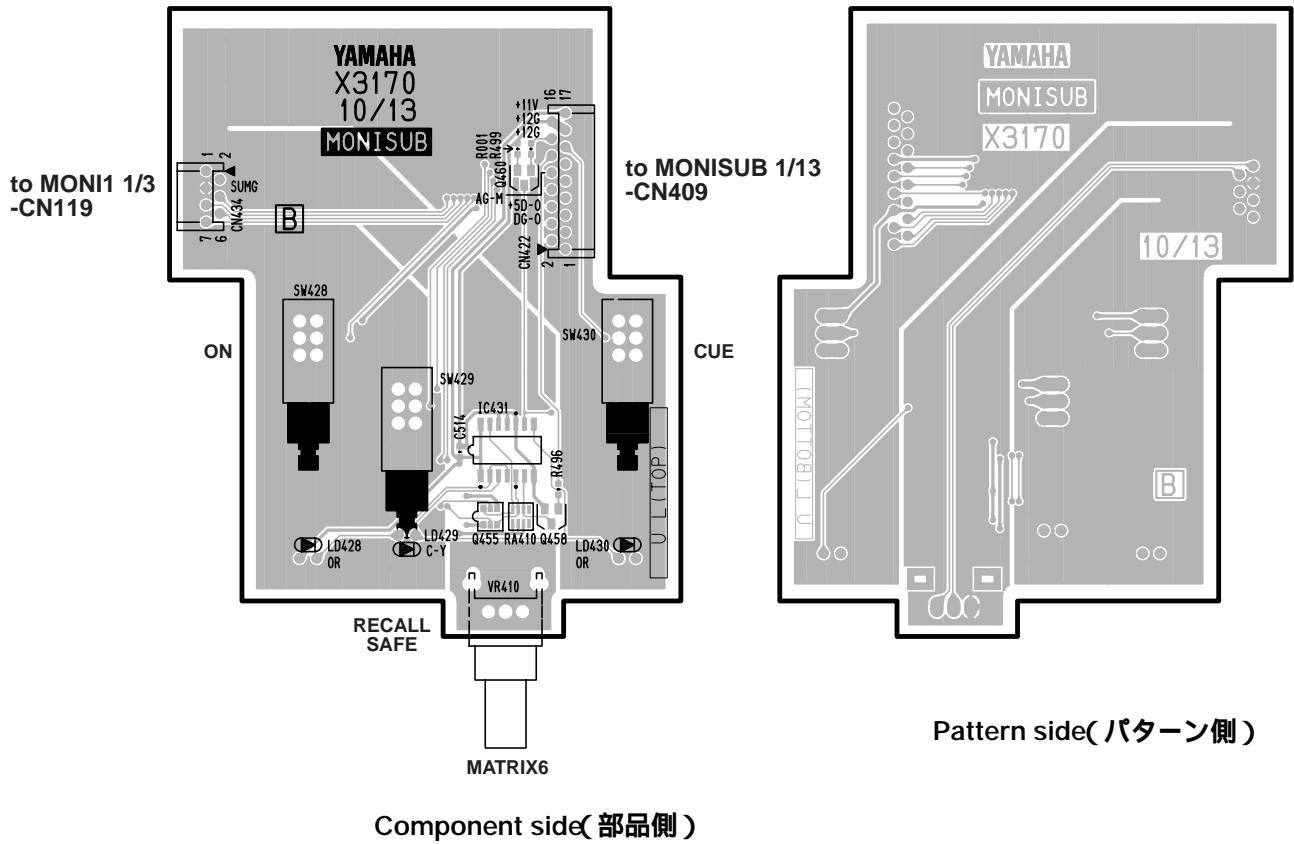 YAMAHA
X3170
10/13
MONISUB
to MONI1 1/3
-CN119
1
2
SUMG
CN434
7
6
B
+11V
+12G
+12G
16
17
R001
R499
Q460
AG-M
+5D-O
DG-O
CN422
2
1
to MONISUB 1/13
-CN409
SW428
ON
SW429
SW430
CUE
C514
IC431
R496
LD428
OR
LD429
C-Y
Q455
RA410
Q458
LD430
OR
UL(TOP)
VR410
RECALL
SAFE
MATRIX6
Component side(部品側)
YAMAHA
MONISUB
X3170
10/13
UL(BOTTOM)
B
Pattern side(パターン側)